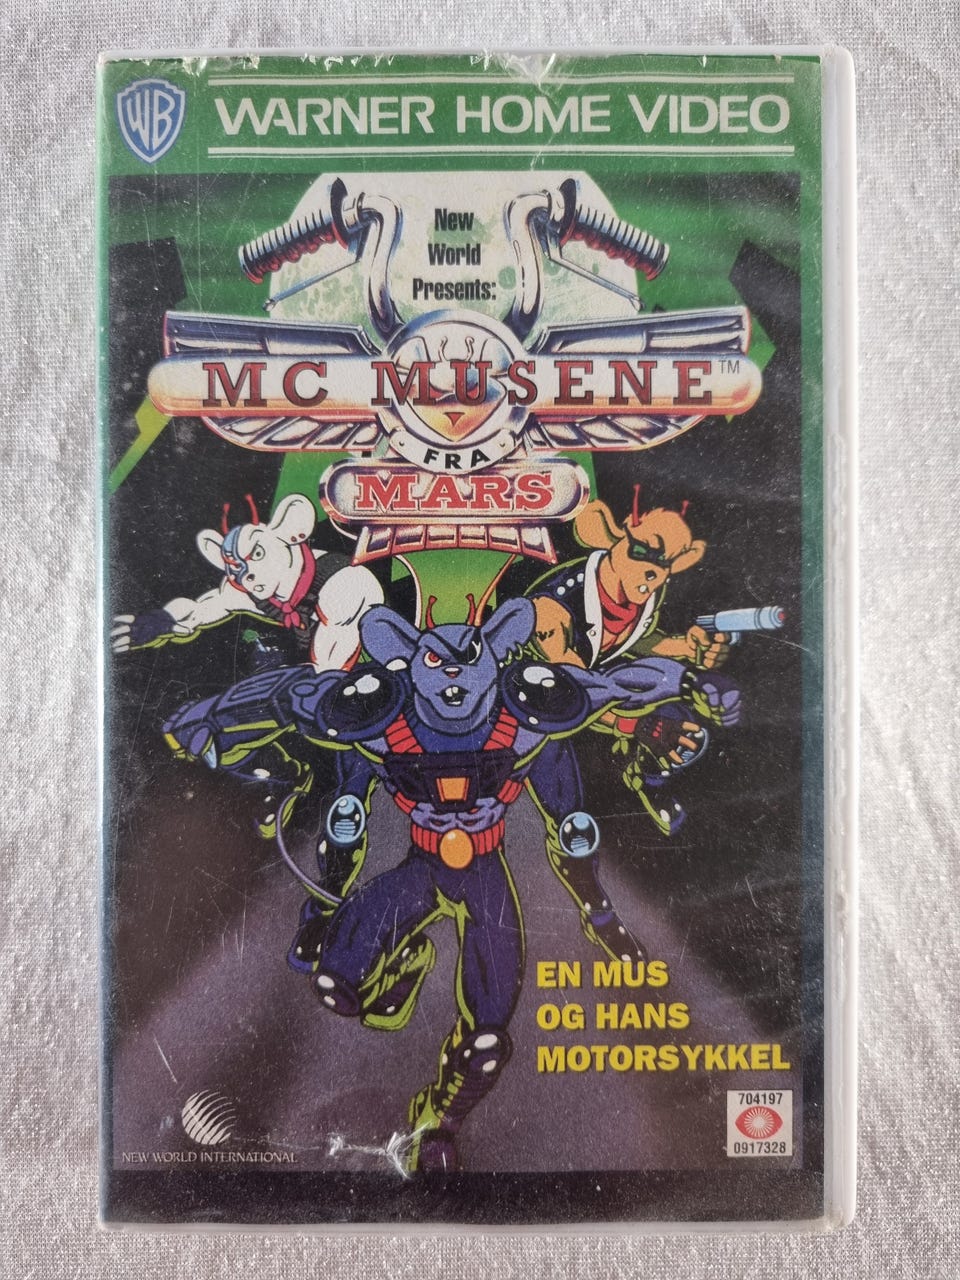 WB
WARNER HOME VIDEO
New
World
Presents:
MC MUSENE™
FRA
MARS
EN MUS
OG HANS
MOTORSYKKEL
704197
0917328
NEW WORLD INTERNATIONAL